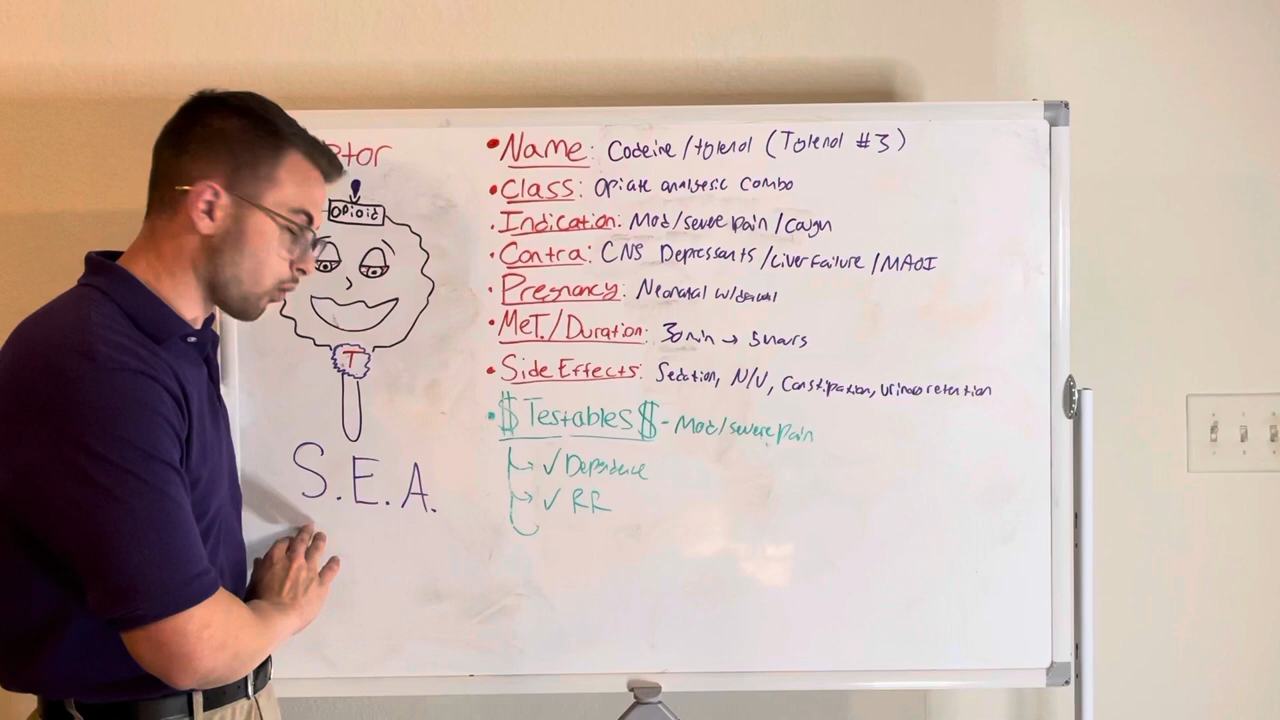 ptor
Opioid
T
S.E.A.
•Name: Codeine/tylenol (Tylenol #3)
•Class: Opiate analgesic Combo
•Indication: Mod/severe pain /Cough
•Contra: CNS Depressants/Liver Failure/MAOI
•Pregnancy: Neonatal w/drawl
•MeT./Duration: 30min → 5hours
•Side Effects: Sedation, N/V, Constipation, Urinary retention
•$Testables$ - Mod/severe pain
→ ✓ Dependence
→ ✓ RR